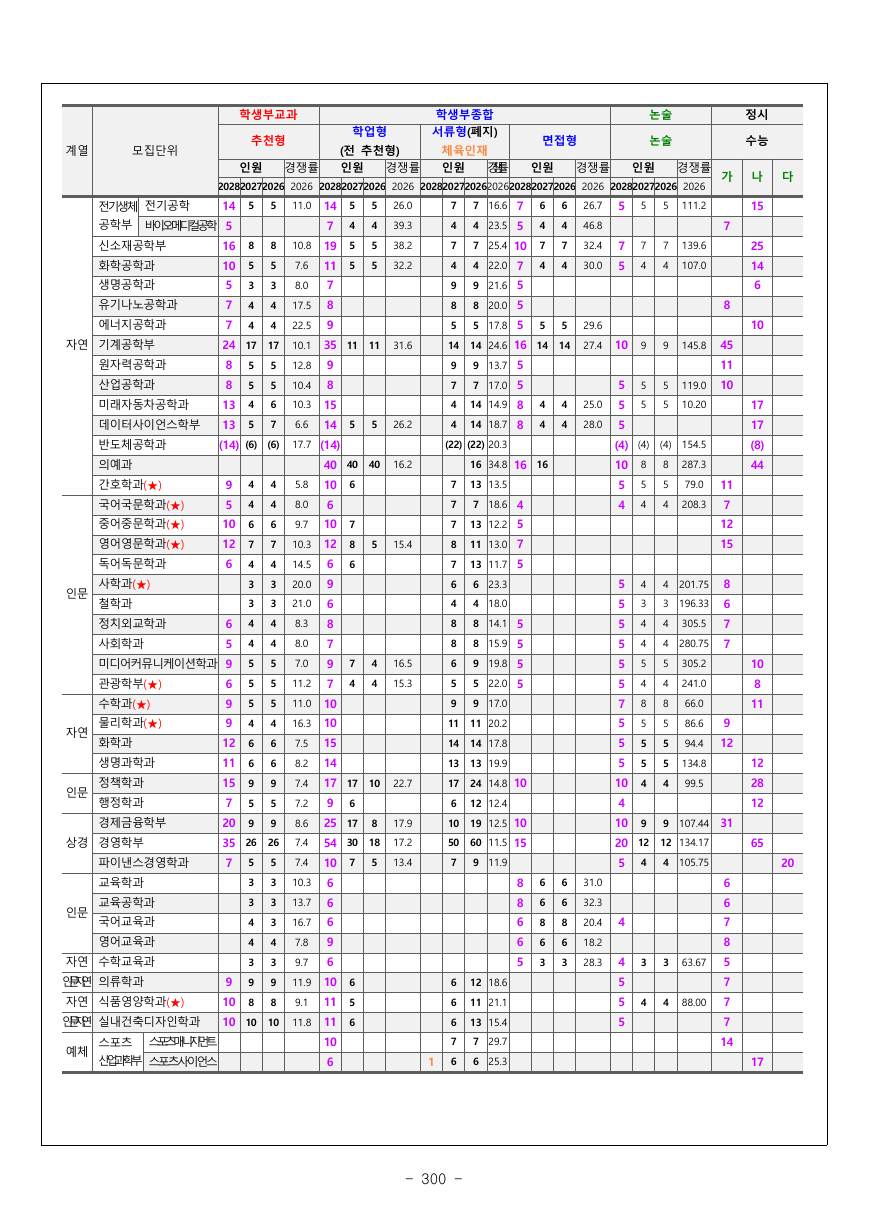 계열 모집단위 학생부교과 학생부종합 논술 정시
추천형 학업형 (전 추천형) 서류형(폐지) 체육인재 면접형 논술 수능
인원 경쟁률 인원 경쟁률 인원 경쟁률 인원 경쟁률 인원 경쟁률 가 나 다
2028 2027 2026 2026 2028 2027 2026 2026 2028 2027 2026 2026 2028 2027 2026 2026 2028 2027 2026 2026
자연 전기생체공학부 전기공학 14 5 5 11.0 14 5 5 26.0 7 7 16.6 7 6 6 26.7 5 5 5 111.2 15
바이오메디컬공학 5 7 4 4 39.3 4 4 23.5 5 4 4 46.8 7
신소재공학부 16 8 8 10.8 19 5 5 38.2 7 7 25.4 10 7 7 32.4 7 7 7 139.6 25
화학공학과 10 5 5 7.6 11 5 5 32.2 4 4 22.0 7 4 4 30.0 5 4 4 107.0 14
생명공학과 5 3 3 8.0 7 9 9 21.6 5 6
유기나노공학과 7 4 4 17.5 8 8 8 20.0 5 8
에너지공학과 7 4 4 22.5 9 5 5 17.8 5 5 5 29.6 10
기계공학부 24 17 17 10.1 35 11 11 31.6 14 14 24.6 16 14 14 27.4 10 9 9 145.8 45
원자력공학과 8 5 5 12.8 9 9 9 13.7 5 11
산업공학과 8 5 5 10.4 8 7 7 17.0 5 5 5 5 119.0 10
미래자동차공학과 13 4 6 10.3 15 4 14 14.9 8 4 4 25.0 5 5 5 10.20 17
데이터사이언스학부 13 5 7 6.6 14 5 5 26.2 4 14 18.7 8 4 4 28.0 5 17
반도체공학과 (14) (6) (6) 17.7 (14) (22) (22) 20.3 (4) (4) (4) 154.5 (8)
의예과 40 40 40 16.2 16 34.8 16 16 10 8 8 287.3 44
간호학과(★) 9 4 4 5.8 10 6 7 13 13.5 5 5 5 79.0 11
인문 국어국문학과(★) 5 4 4 8.0 6 7 7 18.6 4 4 4 4 208.3 7
중어중문학과(★) 10 6 6 9.7 10 7 7 13 12.2 5 12
영어영문학과(★) 12 7 7 10.3 12 8 5 15.4 8 11 13.0 7 15
독어독문학과 6 4 4 14.5 6 6 7 13 11.7 5
사학과(★) 3 3 20.0 9 6 6 23.3 5 4 4 201.75 8
철학과 3 3 21.0 6 4 4 18.0 5 3 3 196.33 6
정치외교학과 6 4 4 8.3 8 8 8 14.1 5 5 4 4 305.5 7
사회학과 5 4 4 8.0 7 8 8 15.9 5 5 4 4 280.75 7
미디어커뮤니케이션학과 9 5 5 7.0 9 7 4 16.5 6 9 19.8 5 5 5 5 305.2 10
관광학부(★) 6 5 5 11.2 7 4 4 15.3 5 5 22.0 5 5 4 4 241.0 8
자연 수학과(★) 9 5 5 11.0 10 9 9 17.0 7 8 8 66.0 11
물리학과(★) 9 4 4 16.3 10 11 11 20.2 5 5 5 86.6 9
화학과 12 6 6 7.5 15 14 14 17.8 5 5 5 94.4 12
생명과학과 11 6 6 8.2 14 13 13 19.9 5 5 5 134.8 12
인문 정책학과 15 9 9 7.4 17 17 10 22.7 17 24 14.8 10 10 4 4 99.5 28
행정학과 7 5 5 7.2 9 6 6 12 12.4 4 12
상경 경제금융학부 20 9 9 8.6 25 17 8 17.9 10 19 12.5 10 10 9 9 107.44 31
경영학부 35 26 26 7.4 54 30 18 17.2 50 60 11.5 15 20 12 12 134.17 65
파이낸스경영학과 7 5 5 7.4 10 7 5 13.4 7 9 11.9 5 4 4 105.75 20
인문 교육학과 3 3 10.3 6 8 6 6 31.0 6
교육공학과 3 3 13.7 6 8 6 6 32.3 6
국어교육과 4 3 16.7 6 6 8 8 20.4 4 7
영어교육과 4 4 7.8 9 6 6 6 18.2 8
자연 수학교육과 3 3 9.7 6 5 3 3 28.3 4 3 3 63.67 5
의류학과 9 9 9 11.9 10 6 6 12 18.6 5 7
자연 식품영양학과(★) 10 8 8 9.1 11 5 6 11 21.1 5 4 4 88.00 7
실내건축디자인학과 10 10 10 11.8 11 6 6 13 15.4 5 7
예체 스포츠산업과학부 스포츠매니지먼트 10 7 7 29.7 14
스포츠사이언스 6 1 6 6 25.3 17
- 300 -